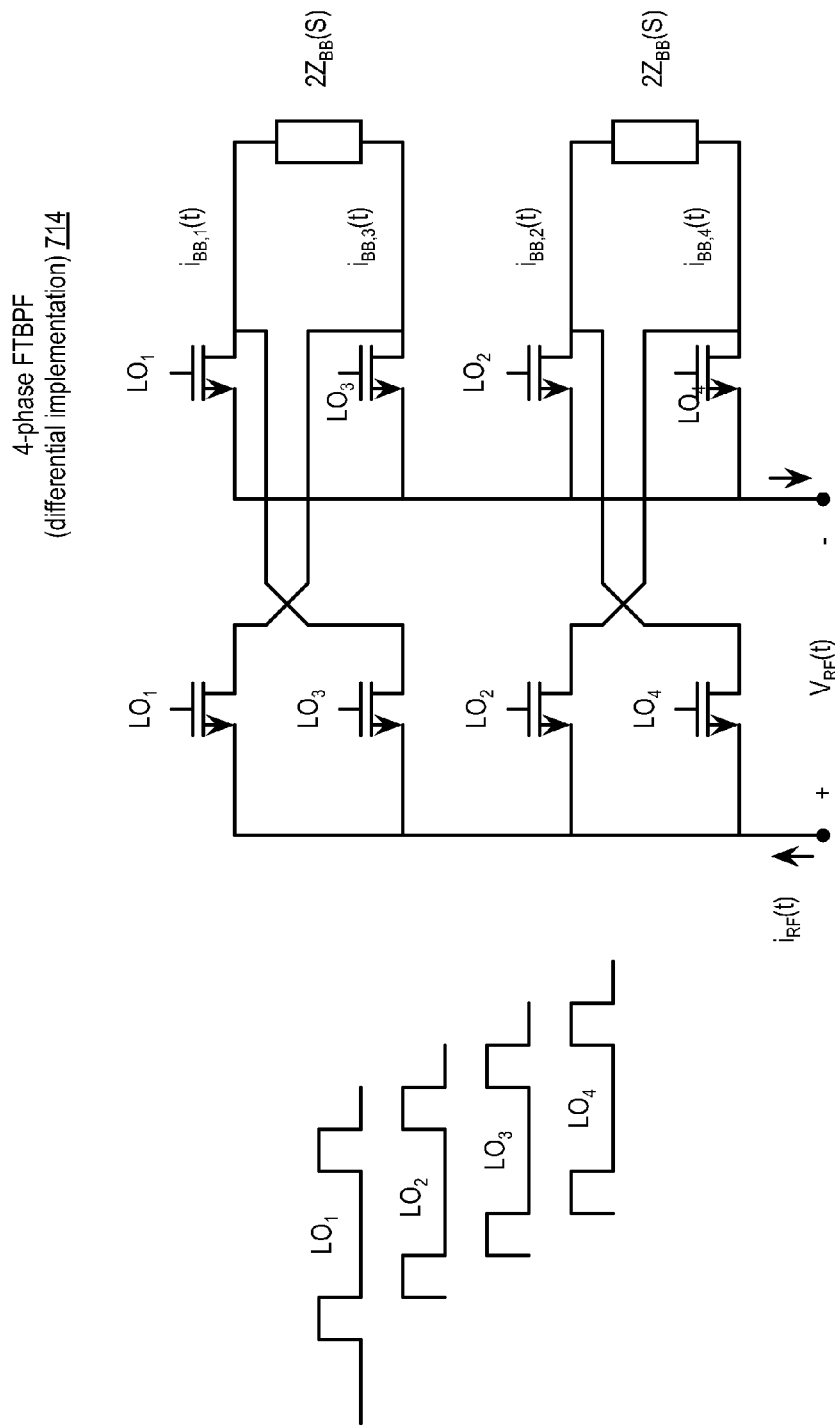 4-phase FTBPF
(differential implementation) 714
LO1
LO1
iBB,1(t)
2ZBB(S)
LO3
LO3
iBB,3(t)
LO2
LO2
iBB,2(t)
2ZBB(S)
LO4
LO4
iBB,4(t)
LO1
LO2
LO3
LO4
iRF(t)
+
VRF(t)
-